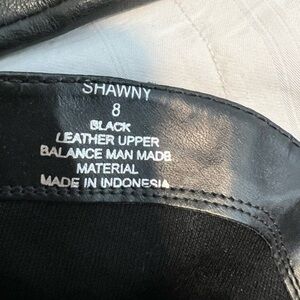 SHAWNY
8
BLACK
LEATHER UPPER
BALANCE MAN MADE
MATERIAL
MADE IN INDONESIA